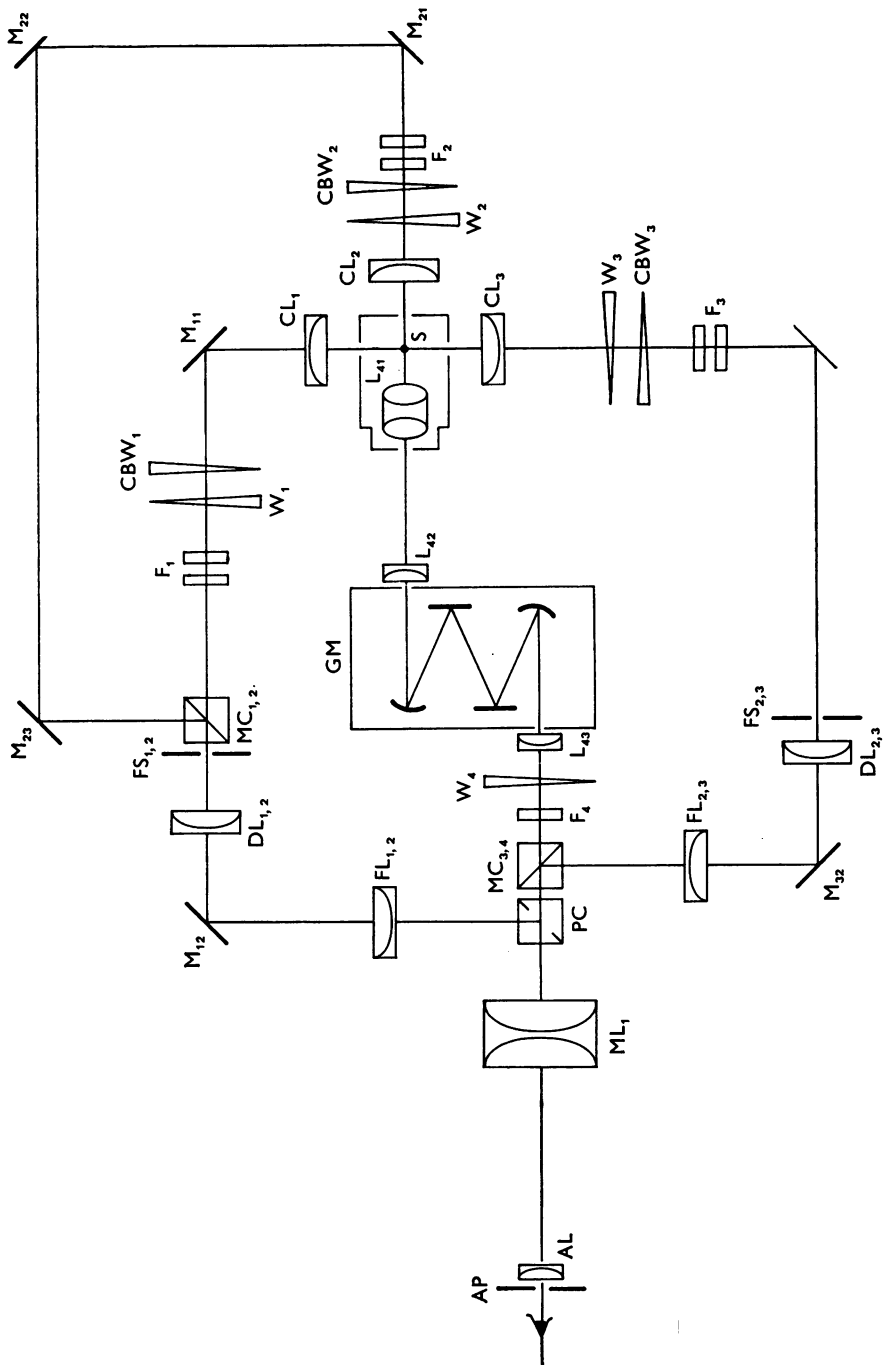 M₂₂
M₂₁
F₂
CBW₂
W₂
CL₂
CL₁
CL₃
M₁₁
S
L₄₁
W₃
CBW₃
F₃
CBW₁
W₁
F₁
L₄₂
GM
MC₁,₂
M₂₃
FS₁,₂
FS₂,₃
L₄₃
DL₂,₃
W₄
F₄
DL₁,₂
FL₁,₂
MC₃,₄
FL₂,₃
M₃₂
PC
M₁₂
ML₁
AL
AP